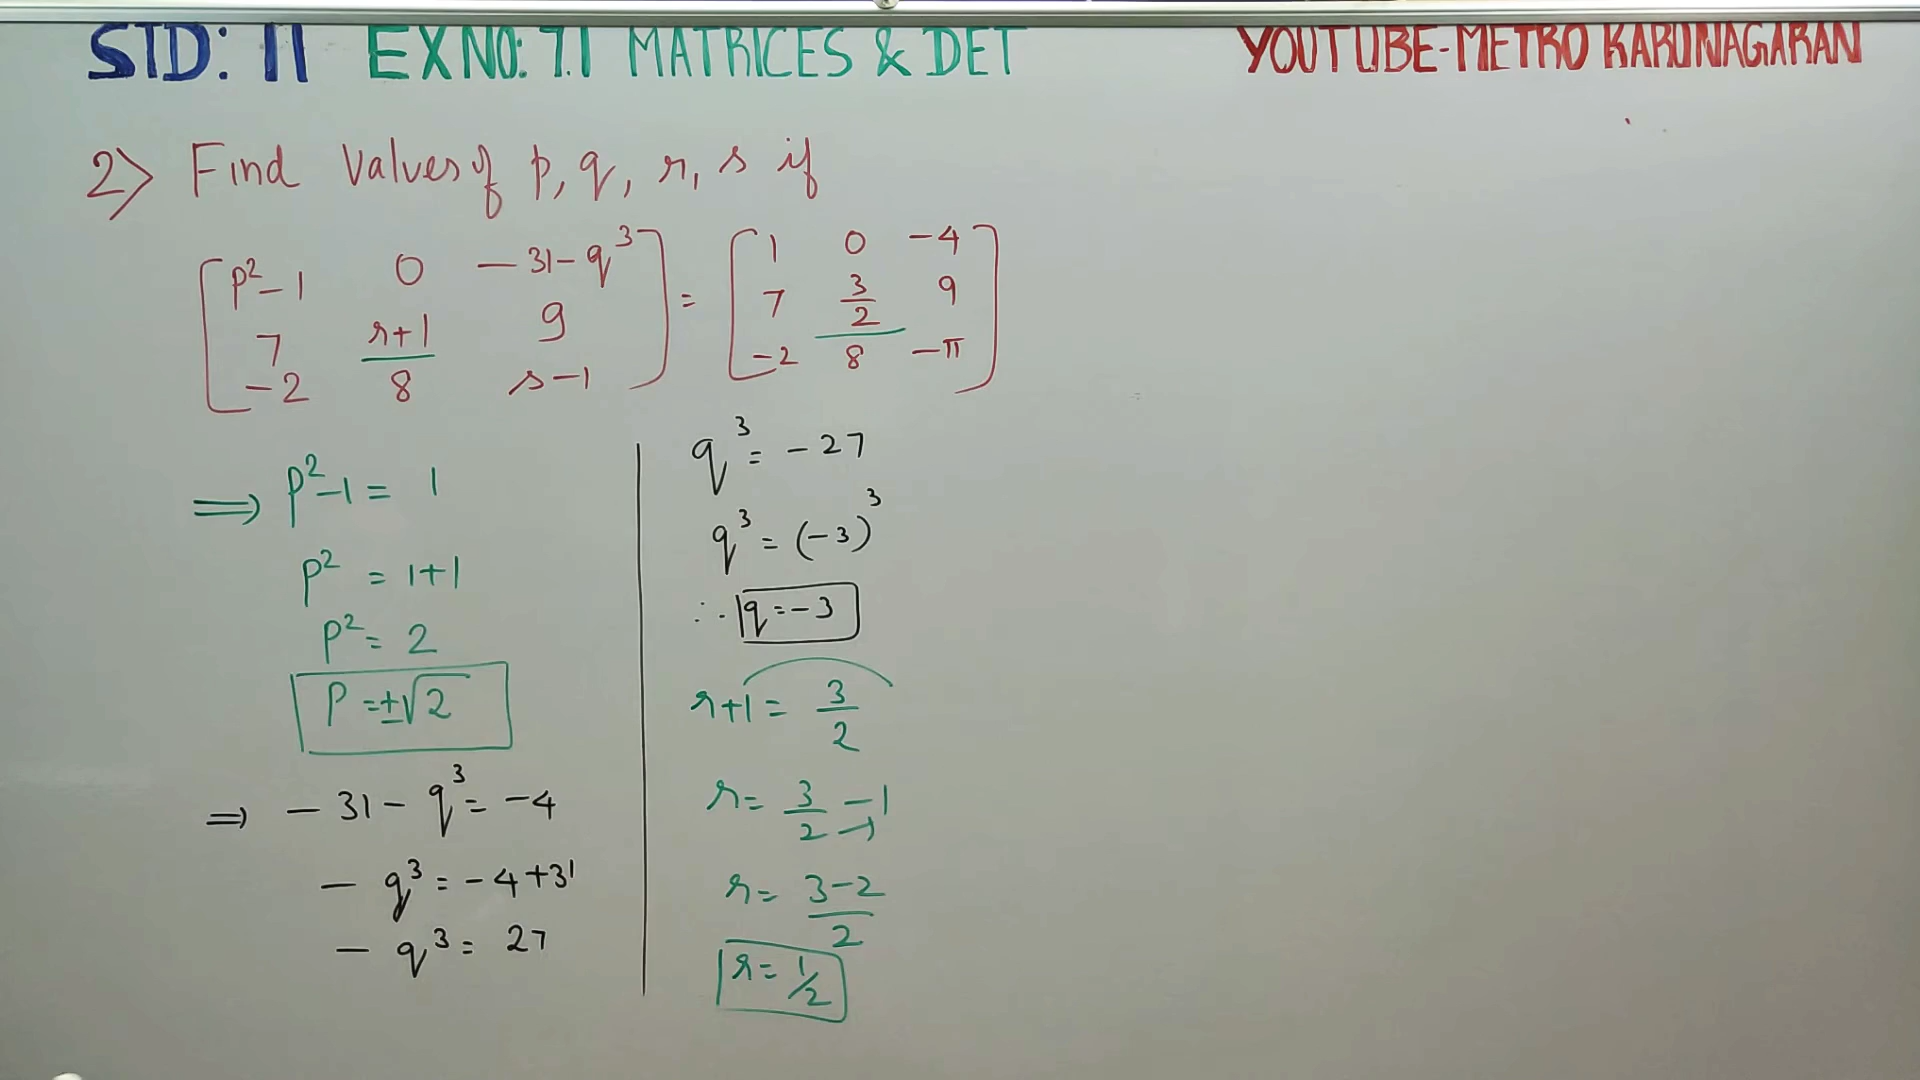 STD: 11 EX NO: 7.1 MATRICES & DET YOUTUBE-METRO KARUNAGARAN
2) Find Values of p, q, r, s if
[p²-1 0 -31-q³] = [1 0 -4]
[7 r+1 9] [7 3/2 9]
[-2 8 s-1] [-2 8 -π]
⇒ p²-1 = 1
p² = 1+1
p² = 2
P = ±√2
⇒ -31 - q³ = -4
- q³ = -4+31
- q³ = 27
q³ = -27
q³ = (-3)³
∴ q = -3
r+1 = 3/2
r = 3/2 - 1
r = 3-2/2
r = 1/2